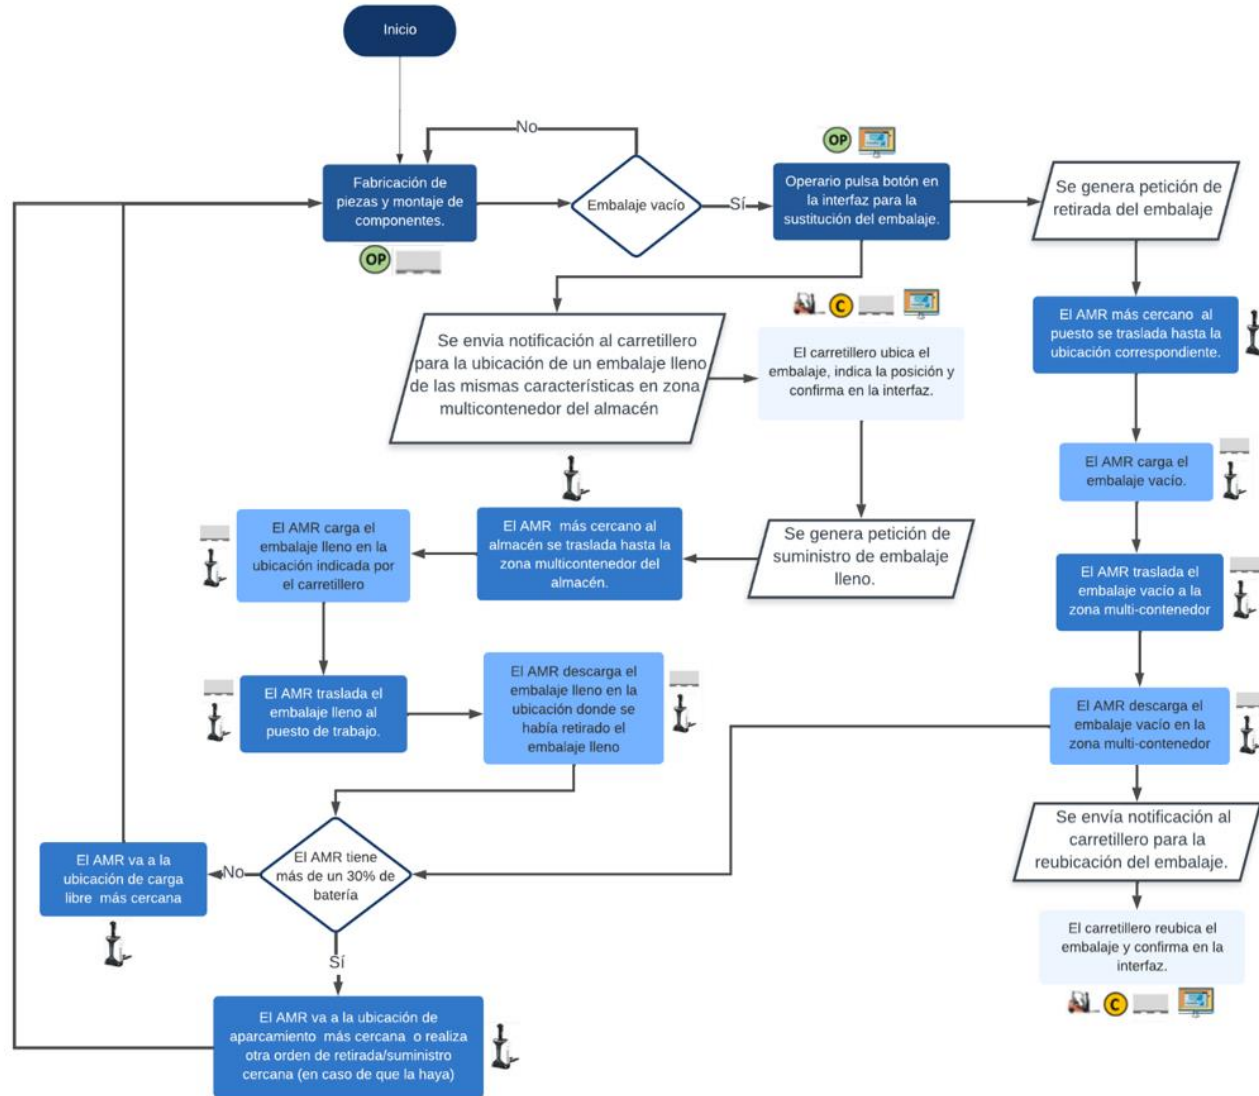 Inicio
No
Fabricación de
piezas y montaje de
componentes.
OP
Embalaje vacío
Sí
OP
Operario pulsa botón en
la interfaz para la
sustitución del embalaje.
Se genera petición de
retirada del embalaje
Se envia notificación al carretillero
para la ubicación de un embalaje lleno
de las mismas características en zona
multicontenedor del almacén
C
El carretillero ubica el
embalaje, indica la posición y
confirma en la interfaz.
El AMR más cercano al
puesto se traslada hasta la
ubicación correspondiente.
El AMR carga el
embalaje vacío.
El AMR carga el
embalaje lleno en la
ubicación indicada por
el carretillero
El AMR más cercano al
almacén se traslada hasta la
zona multicontenedor del
almacén.
Se genera petición de
suministro de embalaje
lleno.
El AMR traslada el
embalaje vacío a la
zona multi-contenedor
El AMR traslada el
embalaje lleno al
puesto de trabajo.
El AMR descarga el
embalaje lleno en la
ubicación donde se
había retirado el
embalaje lleno
El AMR descarga el
embalaje vacío en la
zona multi-contenedor
Se envía notificación al
carretillero para la
reubicación del embalaje.
El AMR va a la
ubicación de carga
libre más cercana
No
El AMR tiene
más de un 30% de
batería
Sí
El carretillero reubica el
embalaje y confirma en la
interfaz.
C
El AMR va a la ubicación de
aparcamiento más cercana o realiza
otra orden de retirada/suministro
cercana (en caso de que la haya)